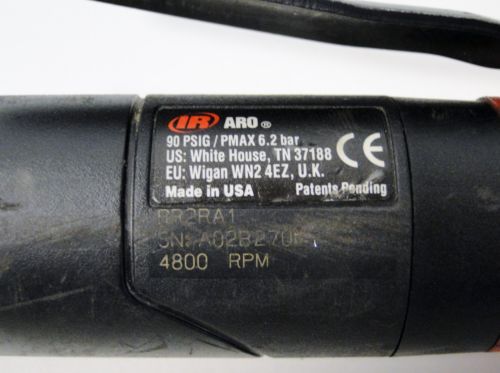 IR ARO ®
90 PSIG / PMAX 6.2 bar
US: White House, TN 37188
EU: Wigan WN2 4EZ, U.K.
CE
Made in USA Patents Pending
RR2RA1
4800 RPM